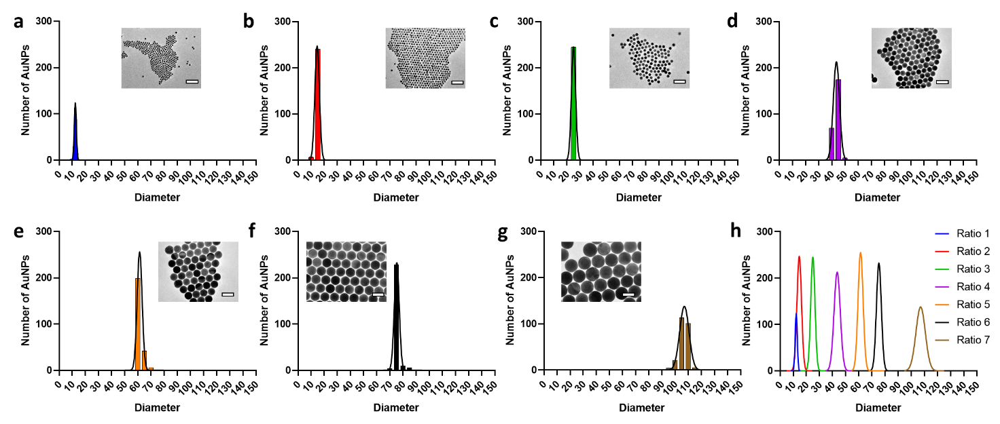 a
300
200
100
0
Number of AuNPs
0 10 20 30 40 50 60 70 80 90 100 110 120 130 140 150
Diameter
b
300
200
100
0
Number of AuNPs
0 10 20 30 40 50 60 70 80 90 100 110 120 130 140 150
Diameter
c
300
200
100
0
Number of AuNPs
0 10 20 30 40 50 60 70 80 90 100 110 120 130 140 150
Diameter
d
300
200
100
0
Number of AuNPs
0 10 20 30 40 50 60 70 80 90 100 110 120 130 140 150
Diameter
e
300
200
100
0
Number of AuNPs
0 10 20 30 40 50 60 70 80 90 100 110 120 130 140 150
Diameter
f
300
200
100
0
Number of AuNPs
0 10 20 30 40 50 60 70 80 90 100 110 120 130 140 150
Diameter
g
300
200
100
0
Number of AuNPs
0 10 20 30 40 50 60 70 80 90 100 110 120 130 140 150
Diameter
h
300
200
100
0
Number of AuNPs
0 10 20 30 40 50 60 70 80 90 100 110 120 130 140 150
Diameter
Ratio 1
Ratio 2
Ratio 3
Ratio 4
Ratio 5
Ratio 6
Ratio 7